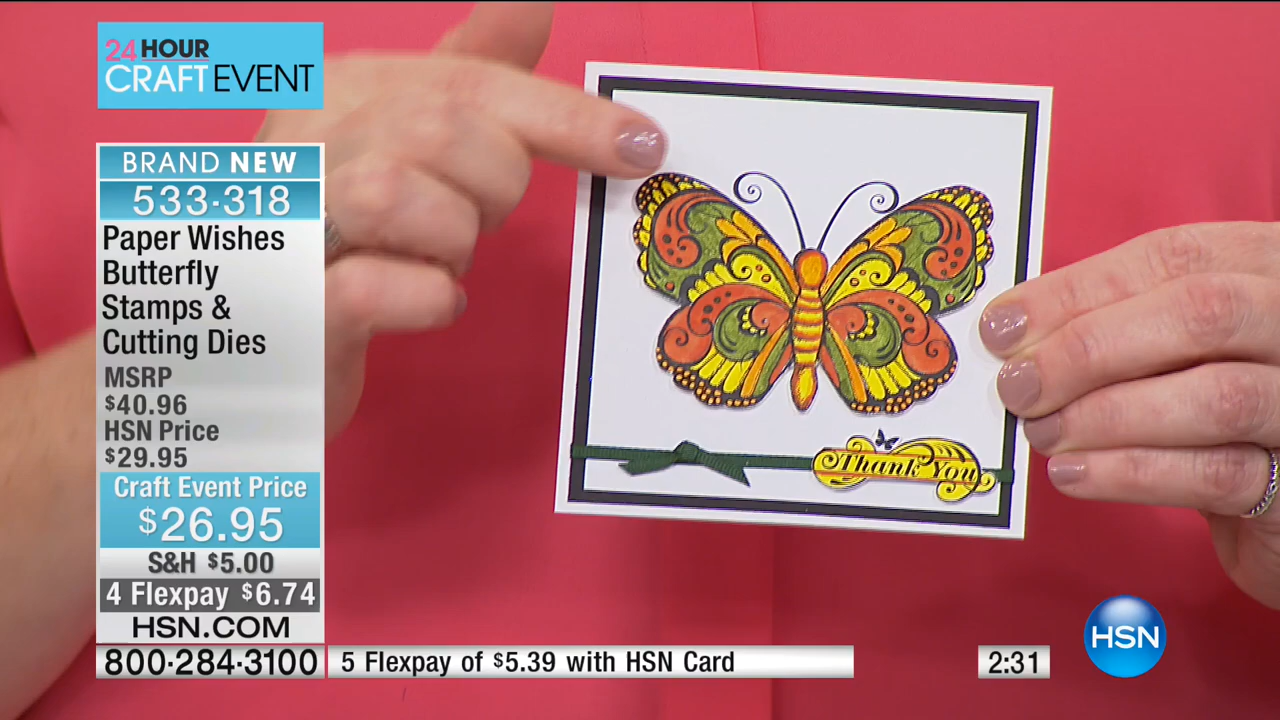 24 HOUR
CRAFT EVENT
BRAND NEW
533-318
Paper Wishes
Butterfly
Stamps &
Cutting Dies
MSRP
$40.96
HSN Price
$29.95
Craft Event Price
$26.95
S&H $5.00
4 Flexpay $6.74
HSN.COM
800-284-3100
5 Flexpay of $5.39 with HSN Card
2:31
HSN
Thank You